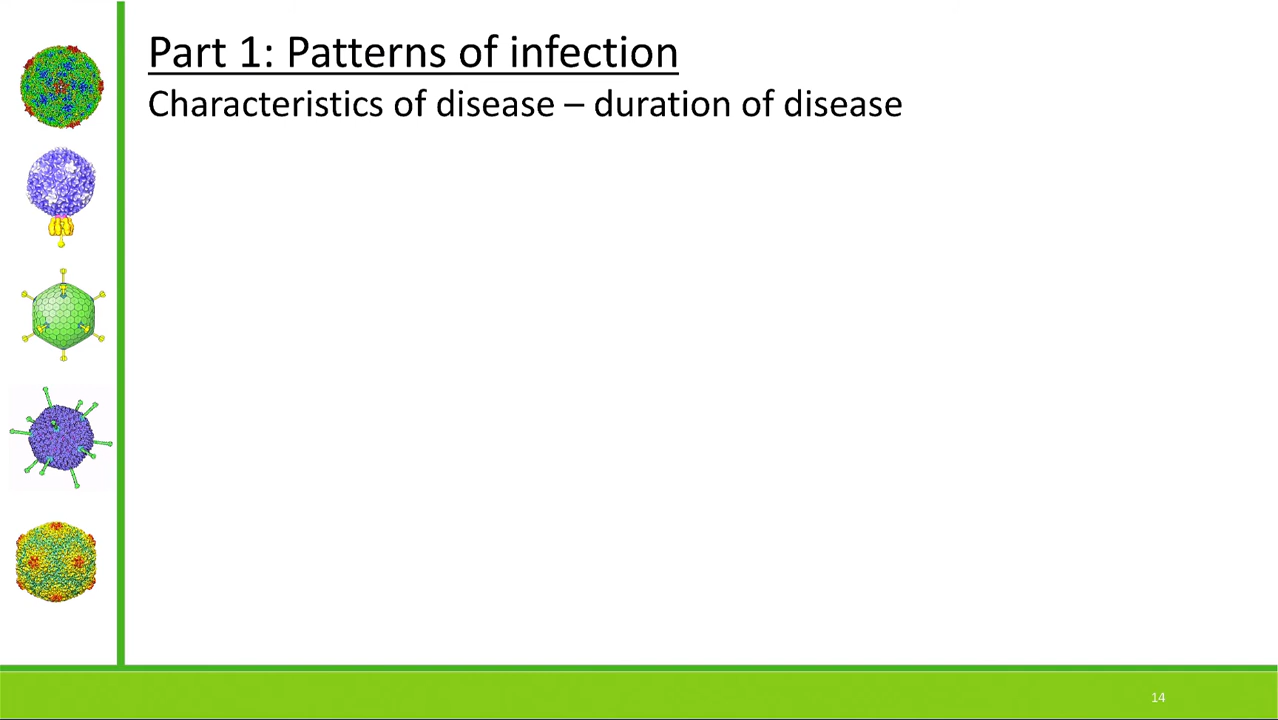 Part 1: Patterns of infection
Characteristics of disease – duration of disease
14